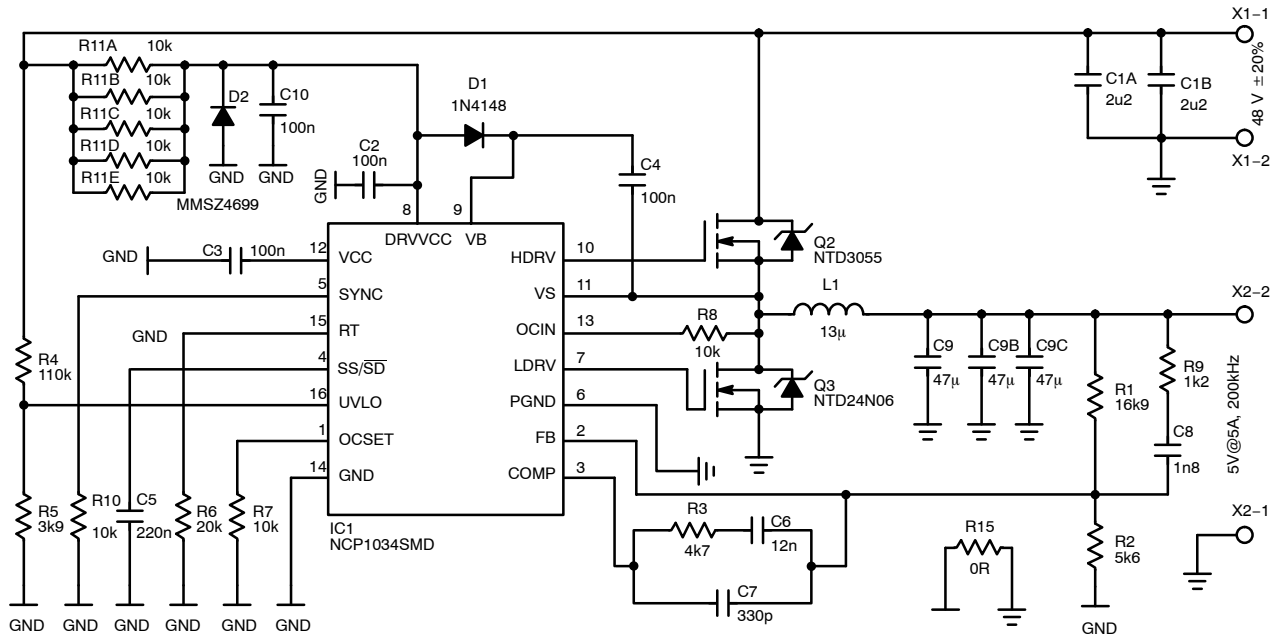 X1-1
R11A 10k
R11B 10k
R11C 10k
R11D 10k
R11E 10k
MMSZ4699
D2
GND
C10
100n
GND
D1
1N4148
C2
100n
GND
C4
100n
C1A
2u2
C1B
2u2
48 V ±20%
X1-2
8
9
DRVVCC VB
GND
C3 100n
12 VCC
5 SYNC
GND
15 RT
4 SS/SD
16 UVLO
1 OCSET
14 GND
HDRV 10
VS 11
OCIN 13
LDRV 7
PGND 6
FB 2
COMP 3
IC1
NCP1034SMD
Q2
NTD3055
L1
13µ
R8
10k
Q3
NTD24N06
X2-2
C9
47µ
C9B
47µ
C9C
47µ
R1
16k9
R9
1k2
C8
1n8
5V@5A, 200kHz
X2-1
R4
110k
R5
3k9
R10
10k
C5
220n
R6
20k
R7
10k
R3
4k7
C6
12n
C7
330p
R15
0R
R2
5k6
GND GND GND GND GND GND
GND